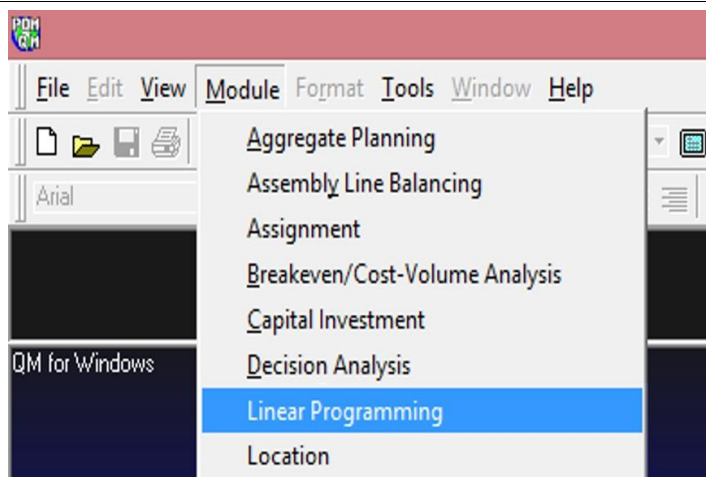 POM
QM
File Edit View Module Format Tools Window Help
Arial
Aggregate Planning
Assembly Line Balancing
Assignment
Breakeven/Cost-Volume Analysis
Capital Investment
Decision Analysis
QM for Windows
Linear Programming
Location